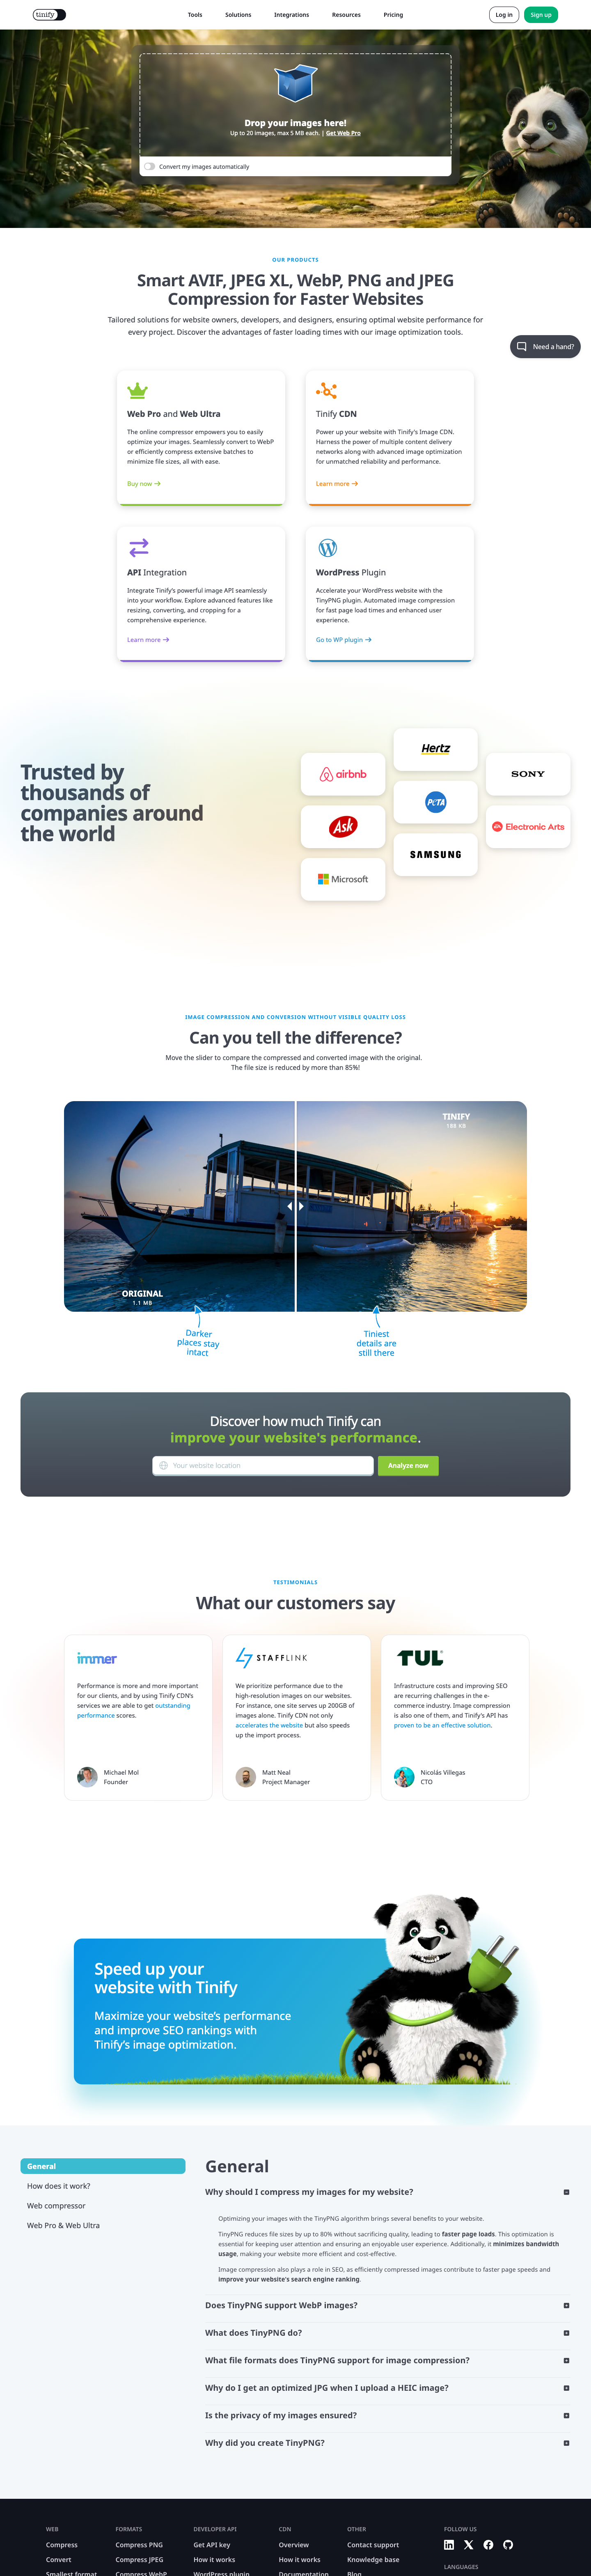 tinify
Tools
Solutions
Integrations
Resources
Pricing
Log in
Sign up
Drop your images here!
Up to 20 images, max 5 MB each. | Get Web Pro
Convert my images automatically
OUR PRODUCTS
Smart AVIF, JPEG XL, WebP, PNG and JPEG
Compression for Faster Websites
Tailored solutions for website owners, developers, and designers, ensuring optimal website performance for
every project. Discover the advantages of faster loading times with our image optimization tools.
Need a hand?
Web Pro and Web Ultra
The online compressor empowers you to easily
optimize your images. Seamlessly convert to WebP
or efficiently compress extensive batches to
minimize file sizes, all with ease.
Buy now
Tinify CDN
Power up your website with Tinify's Image CDN.
Harness the power of multiple content delivery
networks along with advanced image optimization
for unmatched reliability and performance.
Learn more
API Integration
Integrate Tinify's powerful image API seamlessly
into your workflow. Explore advanced features like
resizing, converting, and cropping for a
comprehensive experience.
Learn more
WordPress Plugin
Accelerate your WordPress website with the
TinyPNG plugin. Automated image compression
for fast page load times and enhanced user
experience.
Go to WP plugin
Trusted by
thousands of
companies around
the world
airbnb
Ask
Microsoft
Hertz
PETA
SAMSUNG
SONY
EA Electronic Arts
IMAGE COMPRESSION AND CONVERSION WITHOUT VISIBLE QUALITY LOSS
Can you tell the difference?
Move the slider to compare the compressed and converted image with the original.
The file size is reduced by more than 85%!
TINIFY
188 KB
ORIGINAL
1.1 MB
Darker
places stay
intact
Tiniest
details are
still there
Discover how much Tinify can
improve your website's performance.
Your website location
Analyze now
TESTIMONIALS
What our customers say
immer
Performance is more and more important
for our clients, and by using Tinify CDN's
services we are able to get outstanding
performance scores.
Michael Mol
Founder
STAFFLINK
We prioritize performance due to the
high-resolution images on our websites.
For instance, one site serves up 200GB of
images alone. Tinify CDN not only
accelerates the website but also speeds
up the import process.
Matt Neal
Project Manager
TUL
Infrastructure costs and improving SEO
are recurring challenges in the e-
commerce industry. Image compression
is also one of them, and Tinify's API has
proven to be an effective solution.
Nicolás Villegas
CTO
Speed up your
website with Tinify
Maximize your website's performance
and improve SEO rankings with
Tinify's image optimization.
General
How does it work?
Web compressor
Web Pro & Web Ultra
General
Why should I compress my images for my website?
Optimizing your images with the TinyPNG algorithm brings several benefits to your website.
TinyPNG reduces file sizes by up to 80% without sacrificing quality, leading to faster page loads. This optimization is
essential for keeping user attention and ensuring an enjoyable user experience. Additionally, it minimizes bandwidth
usage, making your website more efficient and cost-effective.
Image compression also plays a role in SEO, as efficiently compressed images contribute to faster page speeds and
improve your website's search engine ranking.
Does TinyPNG support WebP images?
What does TinyPNG do?
What file formats does TinyPNG support for image compression?
Why do I get an optimized JPG when I upload a HEIC image?
Is the privacy of my images ensured?
Why did you create TinyPNG?
WEB
Compress
Convert
Smallest format
FORMATS
Compress PNG
Compress JPEG
Compress WebP
DEVELOPER API
Get API key
How it works
WordPress plugin
CDN
Overview
How it works
Documentation
OTHER
Contact support
Knowledge base
Blog
FOLLOW US
LANGUAGES